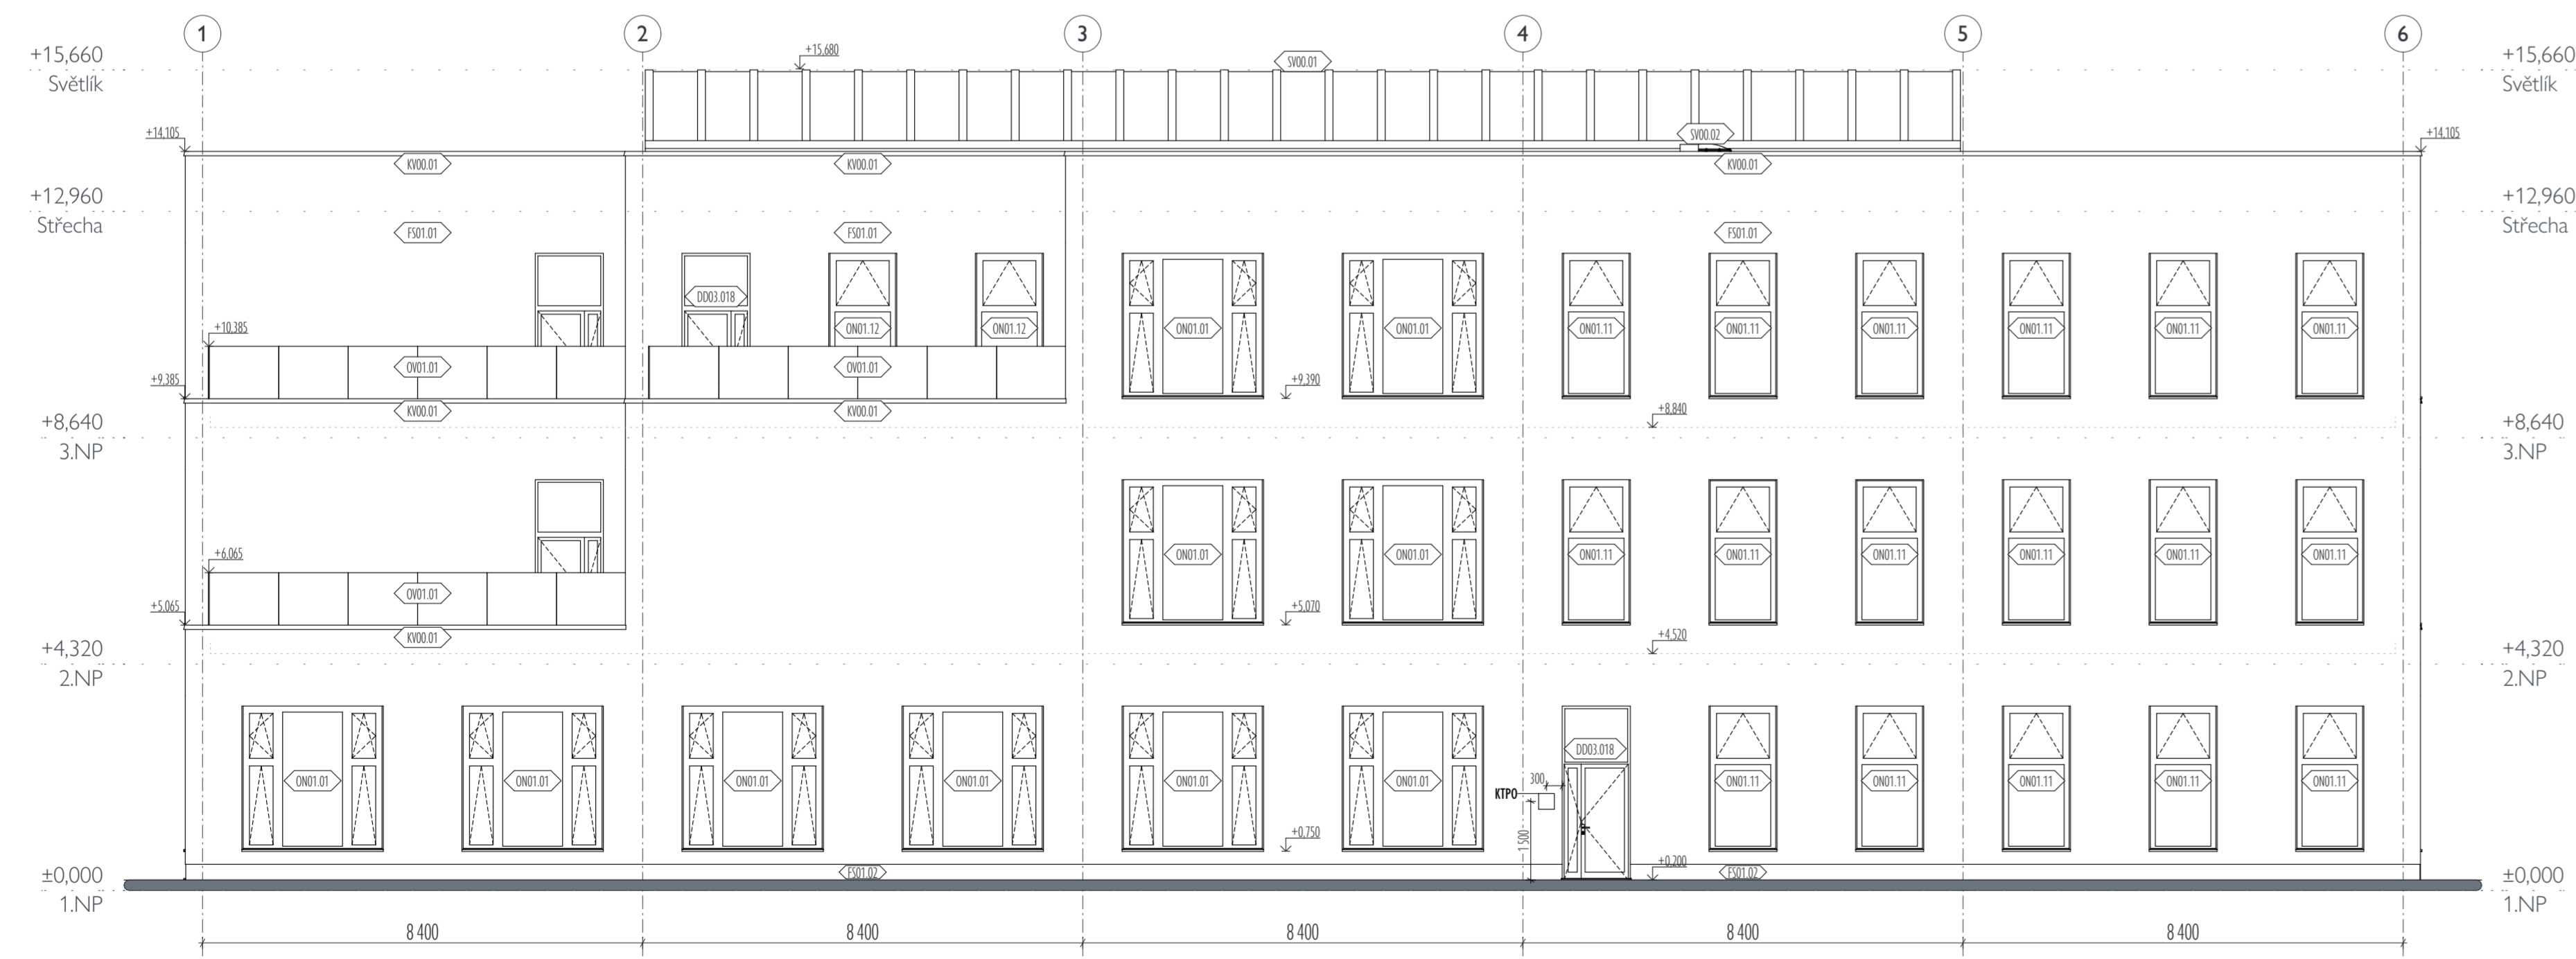 1 2 3 4 5 6
+15,660 +15.680 SV00.01 +15,660
Světlík Světlík
+14.105 SV00.02 +14.105
KV00.01 KV00.01 KV00.01
+12,960 +12,960
Střecha Střecha
FS01.01 FS01.01 FS01.01
DD03.018
+10.385 ON01.12 ON01.12 ON01.01 ON01.01 ON01.11 ON01.11 ON01.11 ON01.11 ON01.11 ON01.11
OV01.01 OV01.01
+9.385 +9,390
KV00.01 KV00.01 +8,840
+8,640 +8,640
3.NP 3.NP
+6.065 ON01.01 ON01.01 ON01.11 ON01.11 ON01.11 ON01.11 ON01.11 ON01.11
OV01.01
+5.065 +5,070
KV00.01 +4,520
+4,320 +4,320
2.NP 2.NP
DD03.018
ON01.01 ON01.01 ON01.01 ON01.01 ON01.01 ON01.01 300 ON01.11 ON01.11 ON01.11 ON01.11 ON01.11
KTPO
+0,750 1 500
+0,200
±0,000 FS01.02 FS01.02 ±0,000
1.NP 1.NP
8 400 8 400 8 400 8 400 8 400